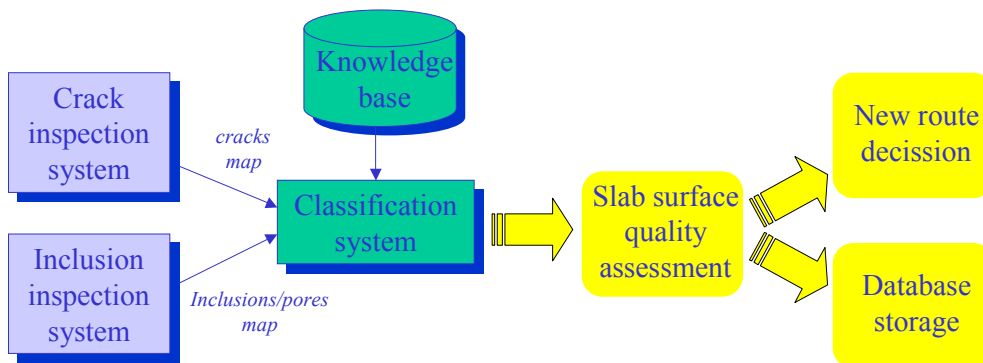 Knowledge
base
Crack
inspection
system
cracks
map
New route
decission
Classification
system
Slab surface
quality
assessment
Inclusion
inspection
system
Inclusions/pores
map
Database
storage